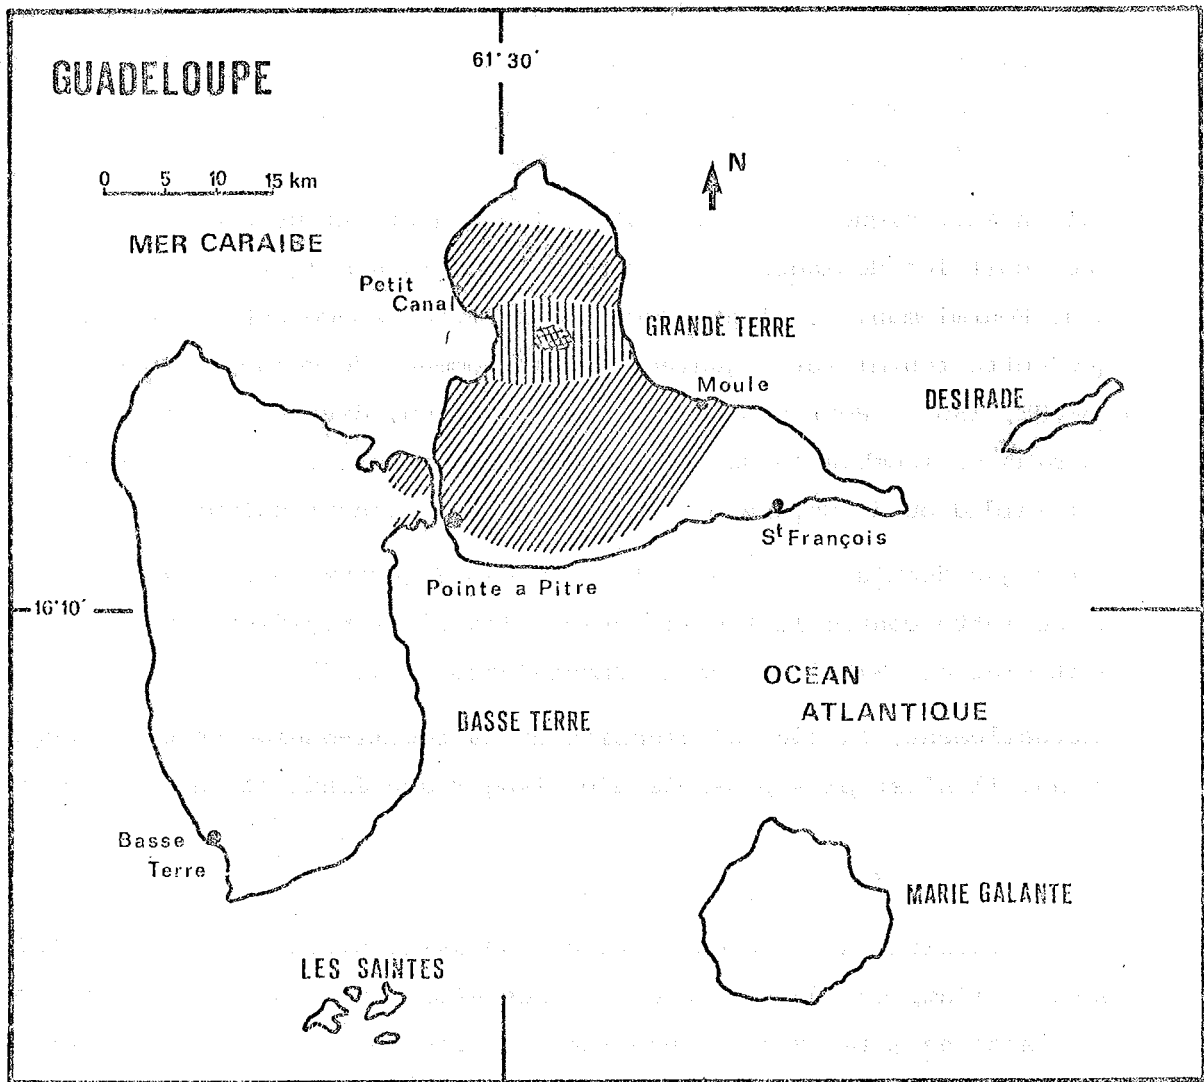 61°30'
GUADELOUPE
0 5 10 15 km
N
MER CARAIBE
Petit
Canal
GRANDE TERRE
Moule
DESIRADE
St François
Pointe a Pitre
16°10'
OCEAN
ATLANTIQUE
BASSE TERRE
Basse
Terre
MARIE GALANTE
LES SAINTES